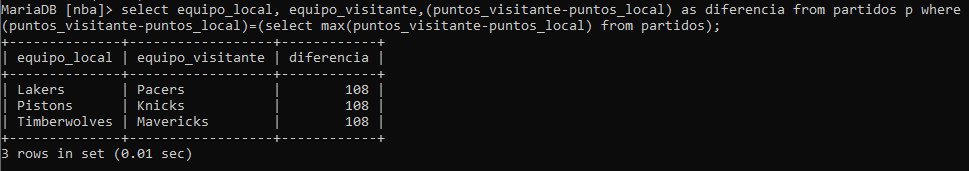 MariaDB [nba]> select equipo_local, equipo_visitante,(puntos_visitante-puntos_local) as diferencia from partidos p where
(puntos_visitante-puntos_local)=(select max(puntos_visitante-puntos_local) from partidos);
+--------------+------------------+------------+
| equipo_local | equipo_visitante | diferencia |
+--------------+------------------+------------+
| Lakers       | Pacers           |        108 |
| Pistons      | Knicks           |        108 |
| Timberwolves | Mavericks        |        108 |
+--------------+------------------+------------+
3 rows in set (0.01 sec)